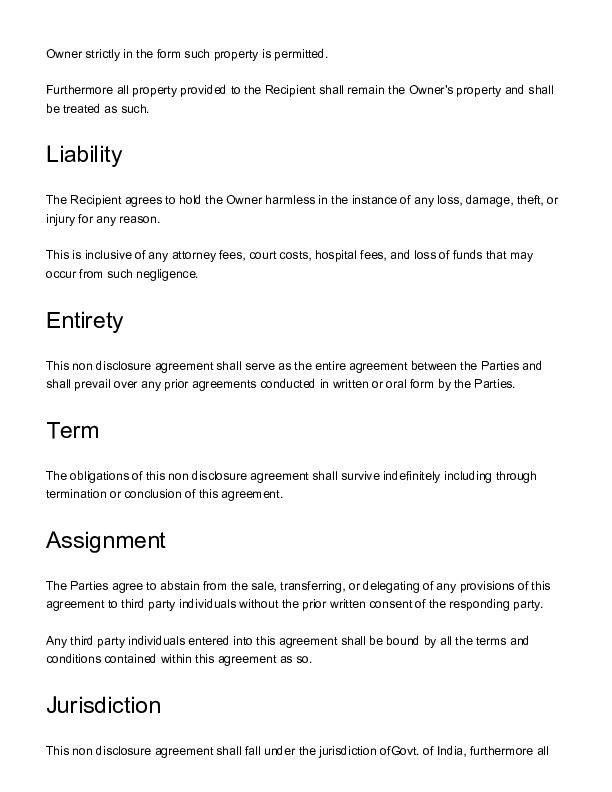 Owner strictly in the form such property is permitted.
Furthermore all property provided to the Recipient shall remain the Owner's property and shall
be treated as such.
Liability
The Recipient agrees to hold the Owner harmless in the instance of any loss, damage, theft, or
injury for any reason.
This is inclusive of any attorney fees, court costs, hospital fees, and loss of funds that may
occur from such negligence.
Entirety
This non disclosure agreement shall serve as the entire agreement between the Parties and
shall prevail over any prior agreements conducted in written or oral form by the Parties.
Term
The obligations of this non disclosure agreement shall survive indefinitely including through
termination or conclusion of this agreement.
Assignment
The Parties agree to abstain from the sale, transferring, or delegating of any provisions of this
agreement to third party individuals without the prior written consent of the responding party.
Any third party individuals entered into this agreement shall be bound by all the terms and
conditions contained within this agreement as so.
Jurisdiction
This non disclosure agreement shall fall under the jurisdiction ofGovt. of India, furthermore all